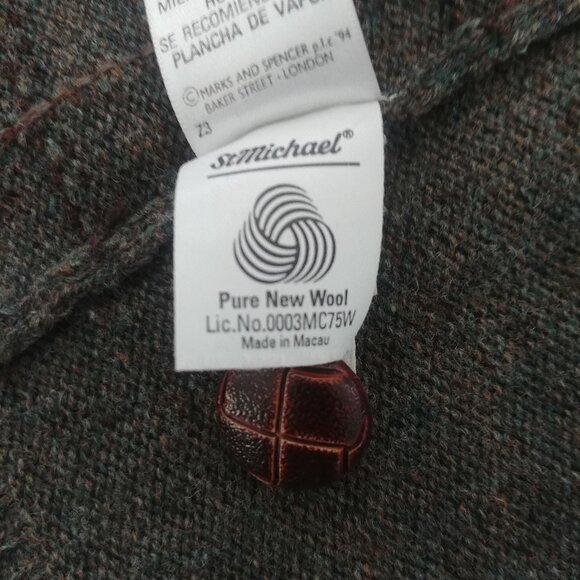 SE RECOMIENDA
PLANCHA DE VAPOR
© MARKS AND SPENCER p.l.c '94
BAKER STREET · LONDON
Z3
St Michael®
Pure New Wool
Lic.No.0003MC75W
Made in Macau